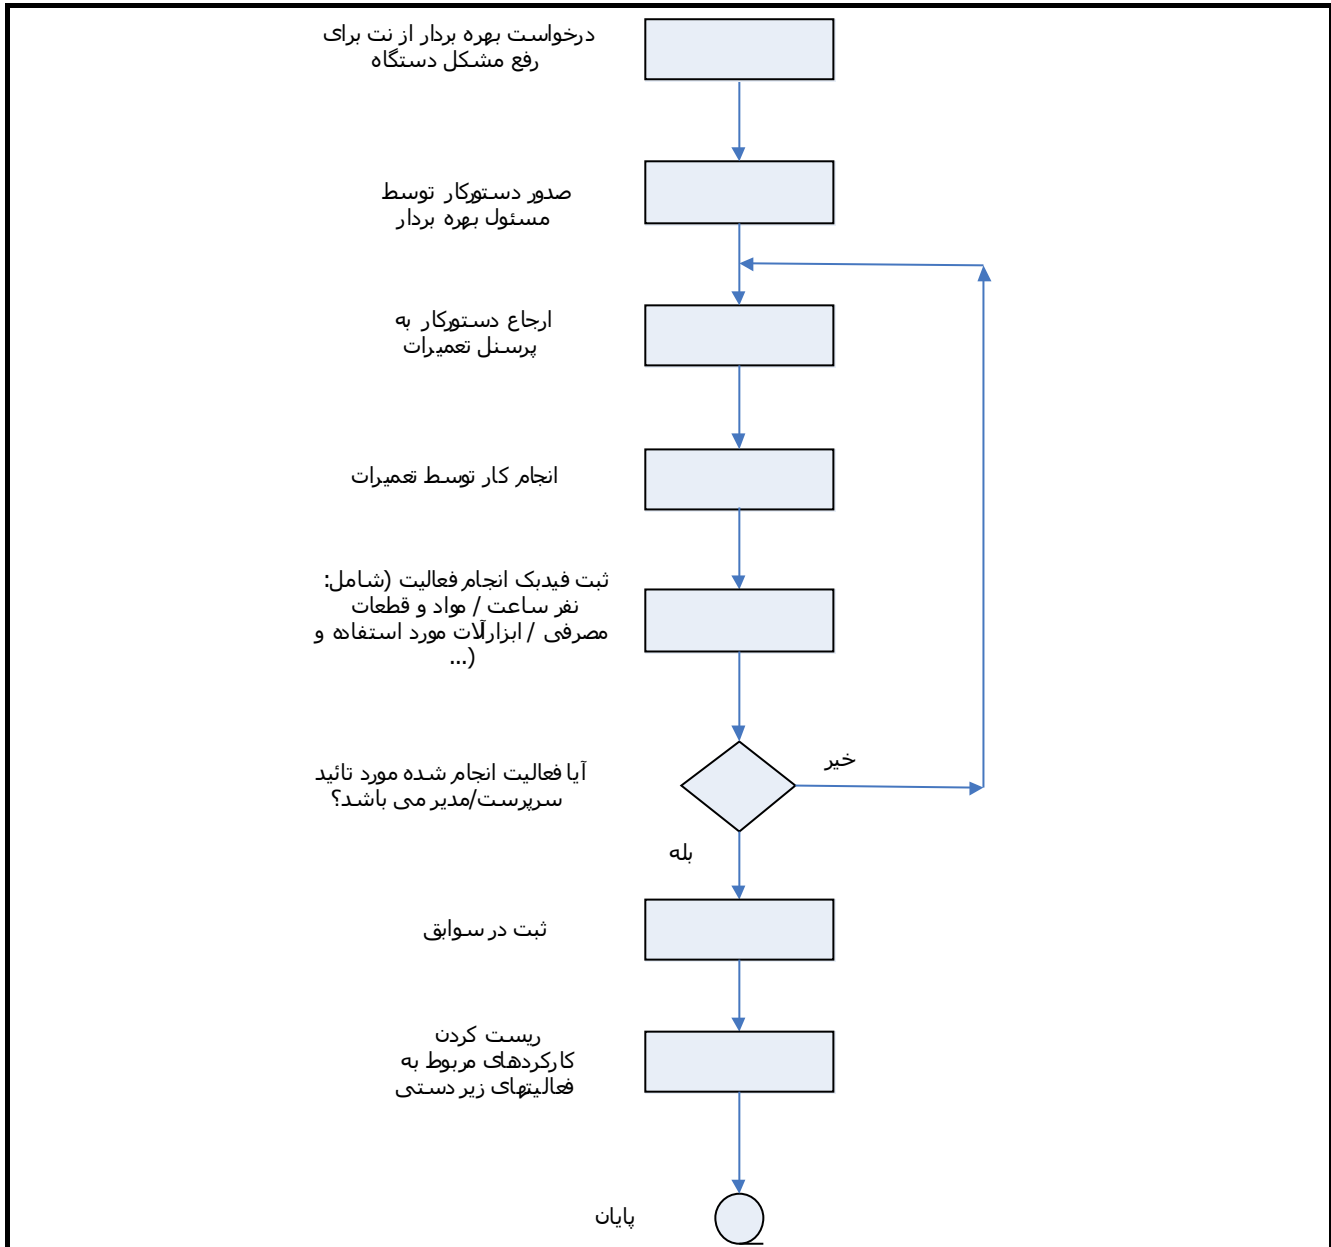 درخواست بهره بردار از نت برای
رفع مشکل دستگاه
صدور دستورکار توسط
مسئول بهره بردار
ارجاع دستورکار به
پرسنل تعمیرات
انجام کار توسط تعمیرات
ثبت فیدبک انجام فعالیت (شامل:
نفر ساعت / مواد و قطعات
مصرفی / ابزارآلات مورد استفاده و
...)
آیا فعالیت انجام شده مورد تائید
سرپرست/مدیر می باشد؟
خیر
بله
ثبت در سوابق
ریست کردن
کارکردهای مربوط به
فعالیتهای زیر دستی
پایان